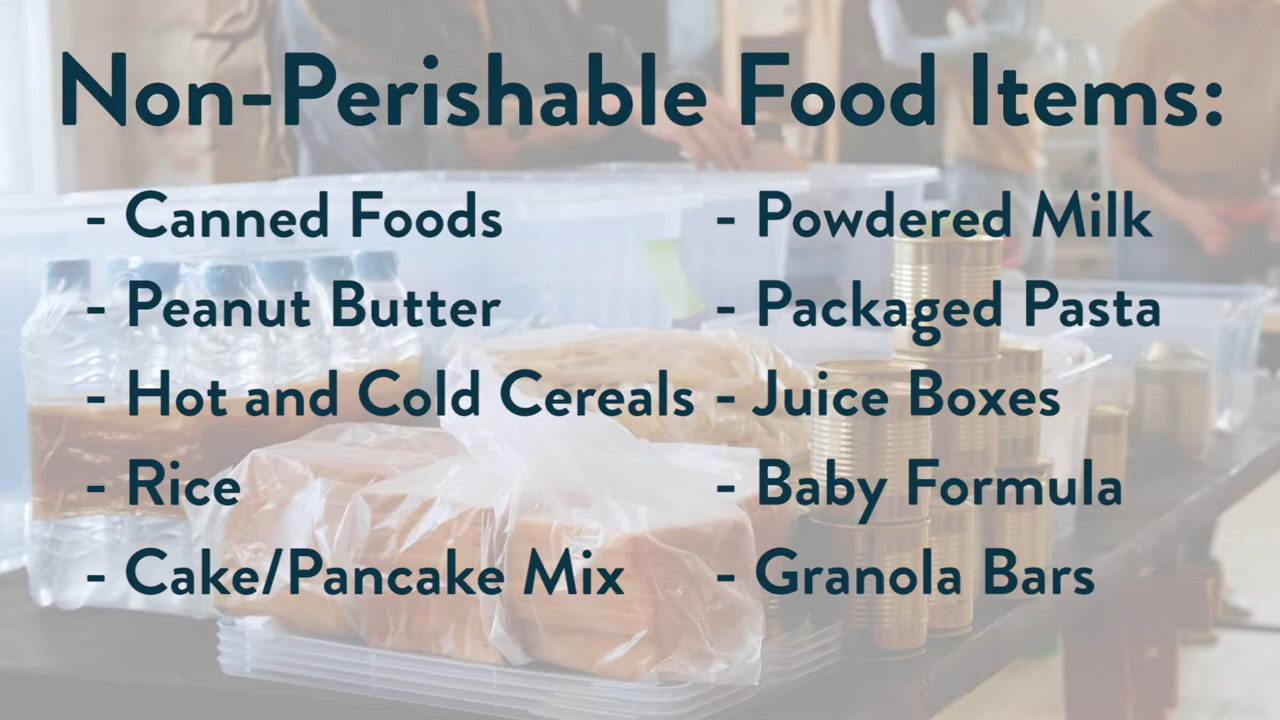 Non-Perishable Food Items:
- Canned Foods
- Peanut Butter
- Hot and Cold Cereals
- Rice
- Cake/Pancake Mix
- Powdered Milk
- Packaged Pasta
- Juice Boxes
- Baby Formula
- Granola Bars